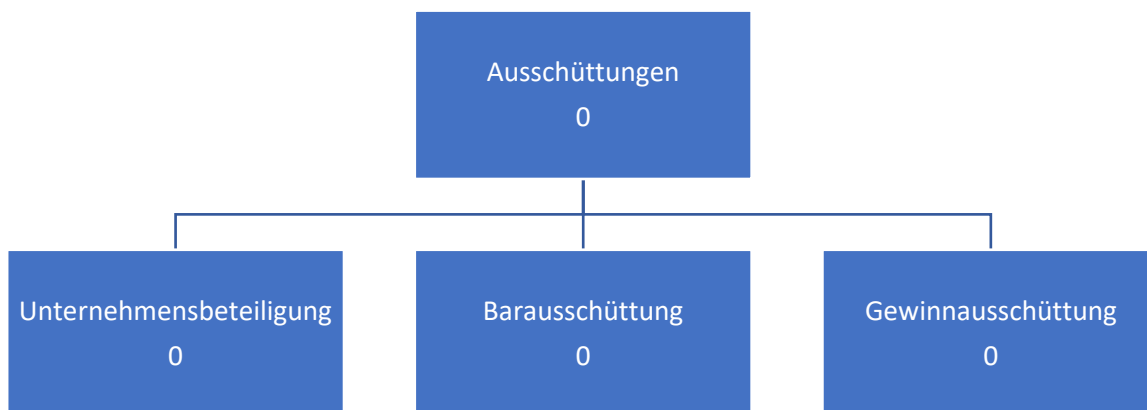 Ausschüttungen
0
Unternehmensbeteiligung
0
Barausschüttung
0
Gewinnausschüttung
0